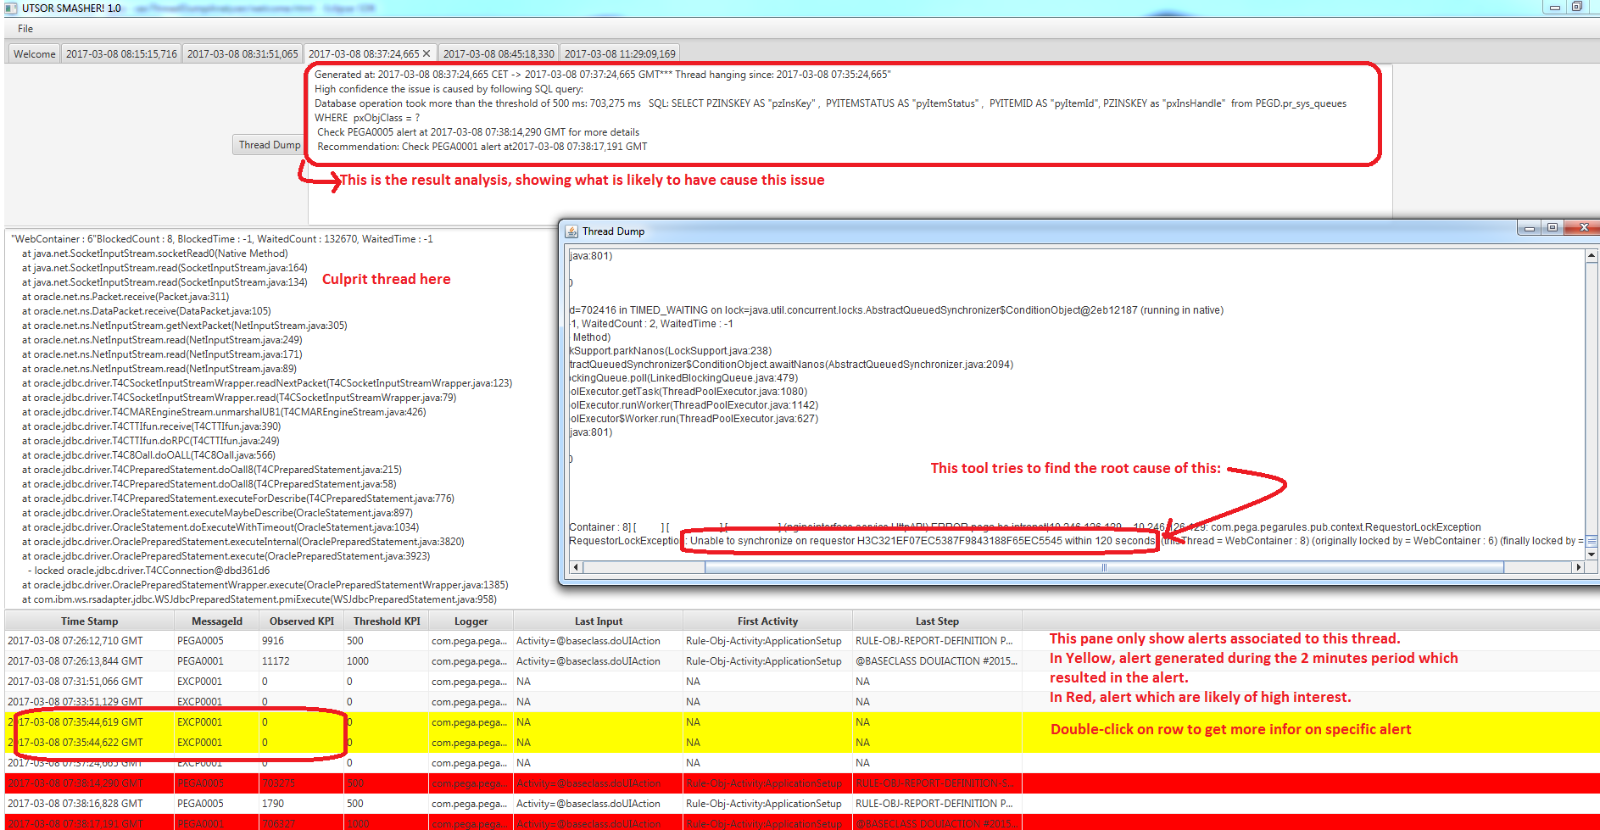 UTSOR SMASHER! 1.0
File
Welcome 2017-03-08 08:15:15,716 2017-03-08 08:31:51,065 2017-03-08 08:37:24,665 ✕ 2017-03-08 08:45:18,330 2017-03-08 11:29:09,169
Generated at: 2017-03-08 08:37:24,665 CET -> 2017-03-08 07:37:24,665 GMT*** Thread hanging since: 2017-03-08 07:35:24,665"
High confidence the issue is caused by following SQL query:
Database operation took more than the threshold of 500 ms: 703,275 ms SQL: SELECT PZINSKEY AS "pzInsKey" , PYITEMSTATUS AS "pyItemStatus" , PYITEMID AS "pyItemId", PZINSKEY as "pxInsHandle" from PEGD.pr_sys_queues
WHERE pxObjClass = ?
Check PEGA0005 alert at 2017-03-08 07:38:14,290 GMT for more details
Recommendation: Check PEGA0001 alert at2017-03-08 07:38:17,191 GMT
Thread Dump
This is the result analysis, showing what is likely to have cause this issue
"WebContainer : 6"BlockedCount : 8, BlockedTime : -1, WaitedCount : 132670, WaitedTime : -1
at java.net.SocketInputStream.socketRead0(Native Method)
at java.net.SocketInputStream.read(SocketInputStream.java:164)
at java.net.SocketInputStream.read(SocketInputStream.java:134)
Culprit thread here
at oracle.net.ns.Packet.receive(Packet.java:311)
at oracle.net.ns.DataPacket.receive(DataPacket.java:105)
at oracle.net.ns.NetInputStream.getNextPacket(NetInputStream.java:305)
at oracle.net.ns.NetInputStream.read(NetInputStream.java:249)
at oracle.net.ns.NetInputStream.read(NetInputStream.java:171)
at oracle.net.ns.NetInputStream.read(NetInputStream.java:89)
at oracle.jdbc.driver.T4CSocketInputStreamWrapper.readNextPacket(T4CSocketInputStreamWrapper.java:123)
at oracle.jdbc.driver.T4CSocketInputStreamWrapper.read(T4CSocketInputStreamWrapper.java:79)
at oracle.jdbc.driver.T4CMAREngineStream.unmarshalUB1(T4CMAREngineStream.java:426)
at oracle.jdbc.driver.T4CTTIfun.receive(T4CTTIfun.java:390)
at oracle.jdbc.driver.T4CTTIfun.doRPC(T4CTTIfun.java:249)
at oracle.jdbc.driver.T4C8Oall.doOALL(T4C8Oall.java:566)
at oracle.jdbc.driver.T4CPreparedStatement.doOall8(T4CPreparedStatement.java:215)
at oracle.jdbc.driver.T4CPreparedStatement.doOall8(T4CPreparedStatement.java:58)
at oracle.jdbc.driver.T4CPreparedStatement.executeForDescribe(T4CPreparedStatement.java:776)
at oracle.jdbc.driver.OracleStatement.executeMaybeDescribe(OracleStatement.java:897)
at oracle.jdbc.driver.OracleStatement.doExecuteWithTimeout(OracleStatement.java:1034)
at oracle.jdbc.driver.OraclePreparedStatement.executeInternal(OraclePreparedStatement.java:3820)
at oracle.jdbc.driver.OraclePreparedStatement.execute(OraclePreparedStatement.java:3923)
- locked oracle.jdbc.driver.T4CConnection@dbd361d6
at oracle.jdbc.driver.OraclePreparedStatementWrapper.execute(OraclePreparedStatementWrapper.java:1385)
at com.ibm.ws.rsadapter.jdbc.WSJdbcPreparedStatement.pmiExecute(WSJdbcPreparedStatement.java:958)
Thread Dump
java:801)
d=702416 in TIMED_WAITING on lock=java.util.concurrent.locks.AbstractQueuedSynchronizer$ConditionObject@2eb12187 (running in native)
-1, WaitedCount : 2, WaitedTime : -1
Method)
kSupport.parkNanos(LockSupport.java:238)
tractQueuedSynchronizer$ConditionObject.awaitNanos(AbstractQueuedSynchronizer.java:2094)
ockingQueue.poll(LinkedBlockingQueue.java:479)
oolExecutor.getTask(ThreadPoolExecutor.java:1080)
oolExecutor.runWorker(ThreadPoolExecutor.java:1142)
oolExecutor$Worker.run(ThreadPoolExecutor.java:627)
java:801)
This tool tries to find the root cause of this:
Container : 8] [ ] [ ] [ ] (ngineinterface.service.HttpAPI) ERROR 10.246.126.129: com.pega.pegarules.pub.context.RequestorLockException
RequestorLockException: Unable to synchronize on requestor H3C321EF07EC5387F9843188F65EC5545 within 120 seconds (thisThread = WebContainer : 8) (originally locked by = WebContainer : 6) (finally locked by =
Time Stamp MessageId Observed KPI Threshold KPI Logger Last Input First Activity Last Step
2017-03-08 07:26:12,710 GMT PEGA0005 9916 500 com.pega.pega... Activity=@baseclass.doUIAction Rule-Obj-Activity:ApplicationSetup RULE-OBJ-REPORT-DEFINITION P...
2017-03-08 07:26:13,844 GMT PEGA0001 11172 1000 com.pega.pega... Activity=@baseclass.doUIAction Rule-Obj-Activity:ApplicationSetup @BASECLASS DOUIACTION #2015...
2017-03-08 07:31:51,066 GMT EXCP0001 0 0 com.pega.pega... NA NA NA
2017-03-08 07:33:51,129 GMT EXCP0001 0 0 com.pega.pega... NA NA NA
2017-03-08 07:35:44,619 GMT EXCP0001 0 0 com.pega.pega... NA NA NA
2017-03-08 07:35:44,622 GMT EXCP0001 0 0 com.pega.pega... NA NA NA
2017-03-08 07:37:24,665 GMT EXCP0001 0 0 com.pega.pega... NA NA NA
2017-03-08 07:38:14,290 GMT PEGA0005 703275 500 com.pega.pega... Activity=@baseclass.doUIAction Rule-Obj-Activity:ApplicationSetup RULE-OBJ-REPORT-DEFINITION S...
2017-03-08 07:38:16,828 GMT PEGA0005 1790 500 com.pega.pega... Activity=@baseclass.doUIAction Rule-Obj-Activity:ApplicationSetup RULE-OBJ-REPORT-DEFINITION P...
2017-03-08 07:38:17,191 GMT PEGA0001 706327 1000 com.pega.pega... Activity=@baseclass.doUIAction Rule-Obj-Activity:ApplicationSetup @BASECLASS DOUIACTION #2015...
This pane only show alerts associated to this thread.
In Yellow, alert generated during the 2 minutes period which
resulted in the alert.
In Red, alert which are likely of high interest.
Double-click on row to get more infor on specific alert